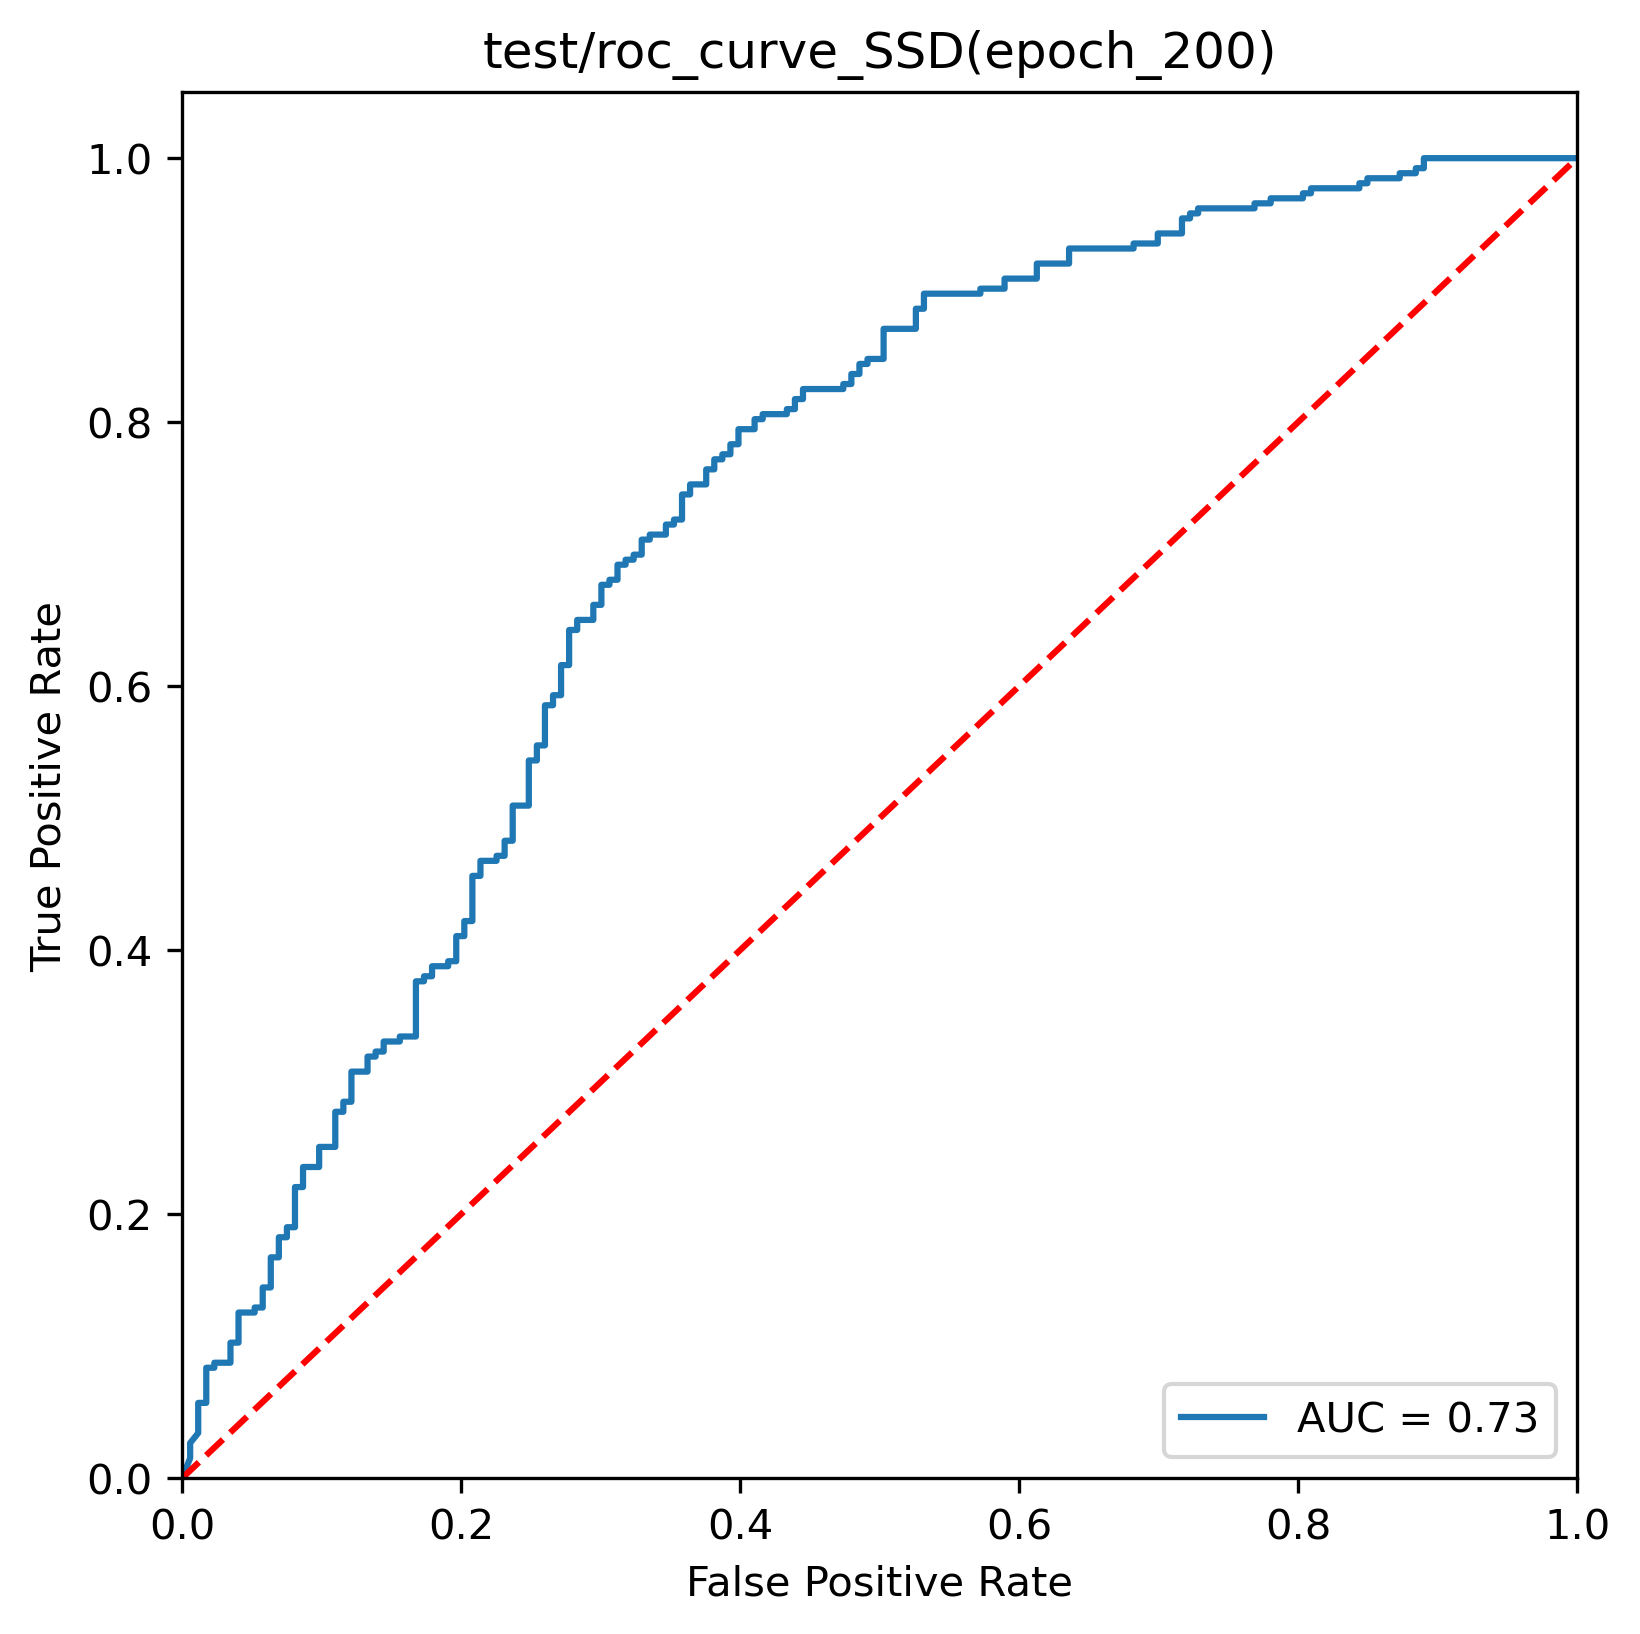 test/roc_curve_SSD(epoch_200)
1.0
0.8
0.6
0.4
0.2
0.0
True Positive Rate
AUC = 0.73
0.0 0.2 0.4 0.6 0.8 1.0
False Positive Rate